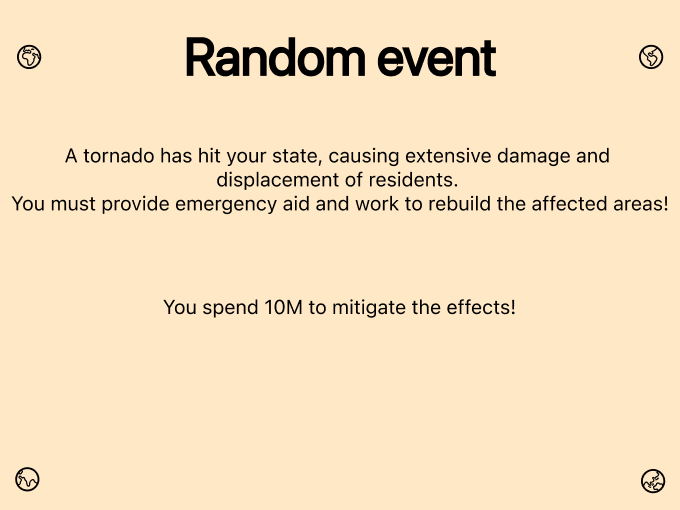 Random event
A tornado has hit your state, causing extensive damage and
displacement of residents.
You must provide emergency aid and work to rebuild the affected areas!
You spend 10M to mitigate the effects!